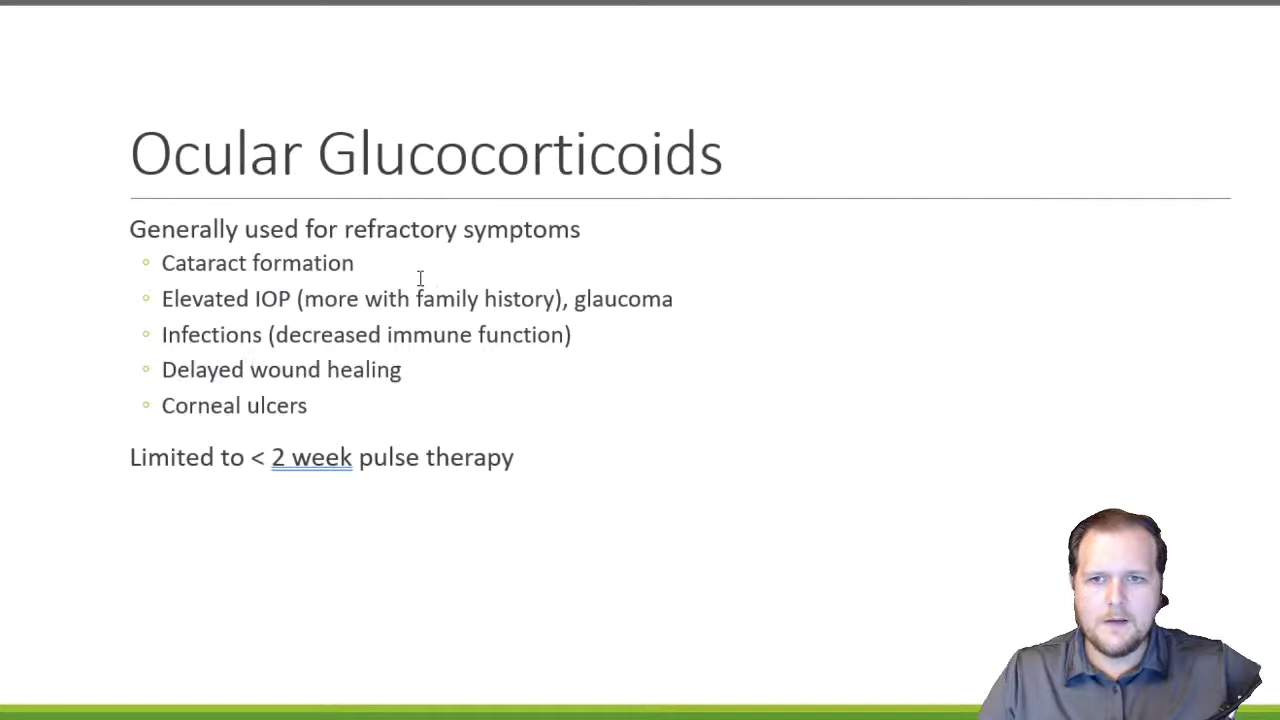 Ocular Glucocorticoids
Generally used for refractory symptoms
Cataract formation
Elevated IOP (more with family history), glaucoma
Infections (decreased immune function)
Delayed wound healing
Corneal ulcers
Limited to < 2 week pulse therapy